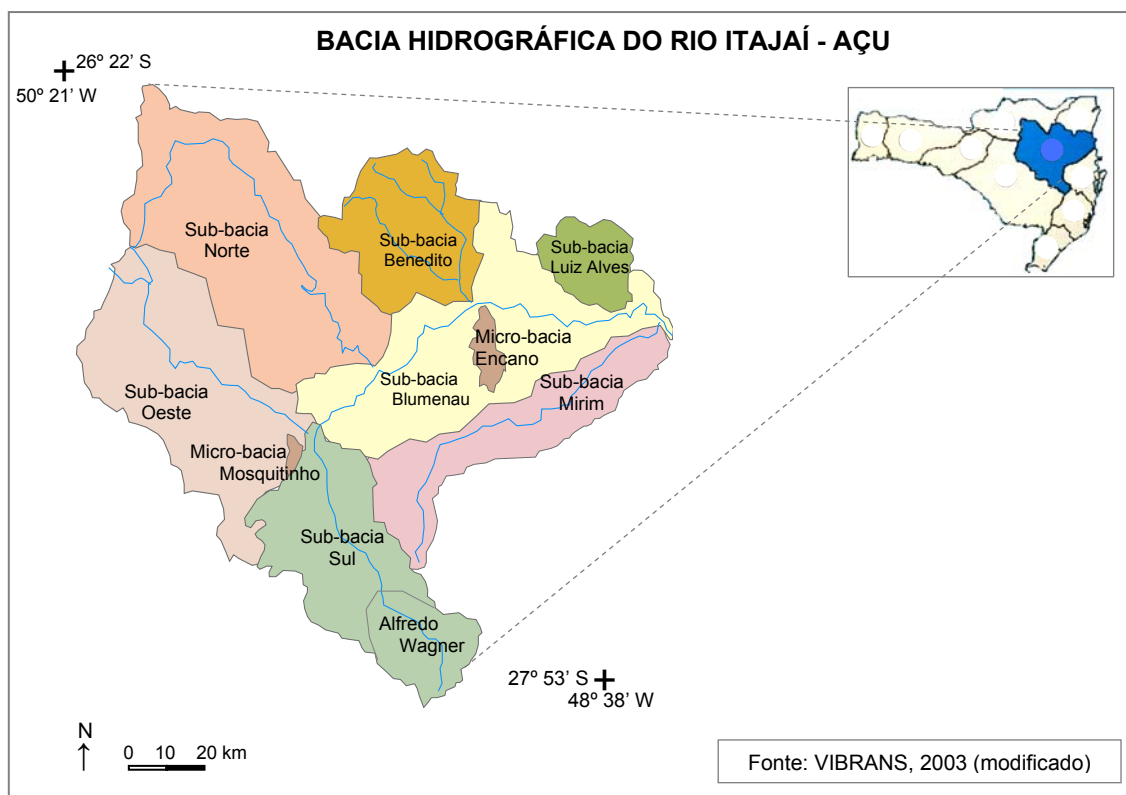 BACIA HIDROGRÁFICA DO RIO ITAJAÍ - AÇU
26º 22’ S
50º 21’ W
Sub-bacia
Norte
Sub-bacia
Benedito
Sub-bacia
Luiz Alves
Micro-bacia
Encano
Sub-bacia
Blumenau
Sub-bacia
Mirim
Sub-bacia
Oeste
Micro-bacia
Mosquitinho
Sub-bacia
Sul
Alfredo
Wagner
27º 53’ S
48º 38’ W
N
0 10 20 km
Fonte: VIBRANS, 2003 (modificado)